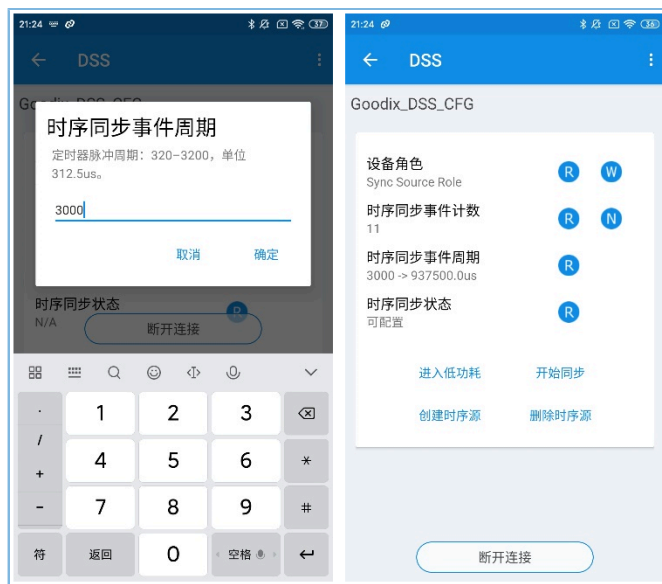 21:24
37
DSS
Goodix_DSS_CFG
时序同步事件周期
定时器脉冲周期：320-3200，单位
312.5us。
3000
取消
确定
时序同步状态
R
N/A
断开连接
·
1
2
3
/
4
5
6
*
+
-
7
8
9
#
符
返回
0
空格
21:24
36
DSS
Goodix_DSS_CFG
设备角色
R
W
Sync Source Role
时序同步事件计数
R
N
11
时序同步事件周期
R
3000 -> 937500.0us
时序同步状态
R
可配置
进入低功耗
开始同步
创建时序源
删除时序源
断开连接